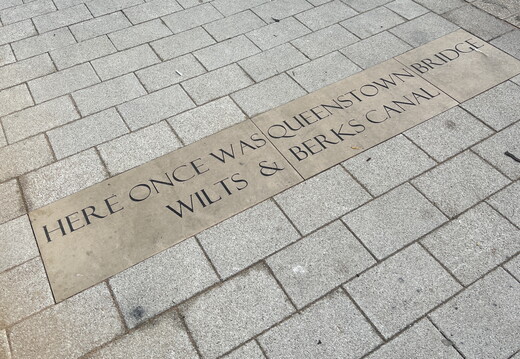 HERE ONCE WAS QUEENSTOWN BRIDGE
WILTS & BERKS CANAL